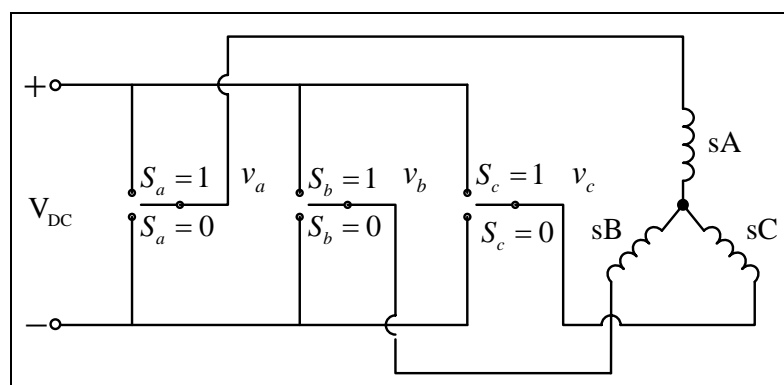 +
sA
S_a = 1 v_a S_b = 1 v_b S_c = 1 v_c
V_DC
S_a = 0 S_b = 0 S_c = 0
sB sC
−